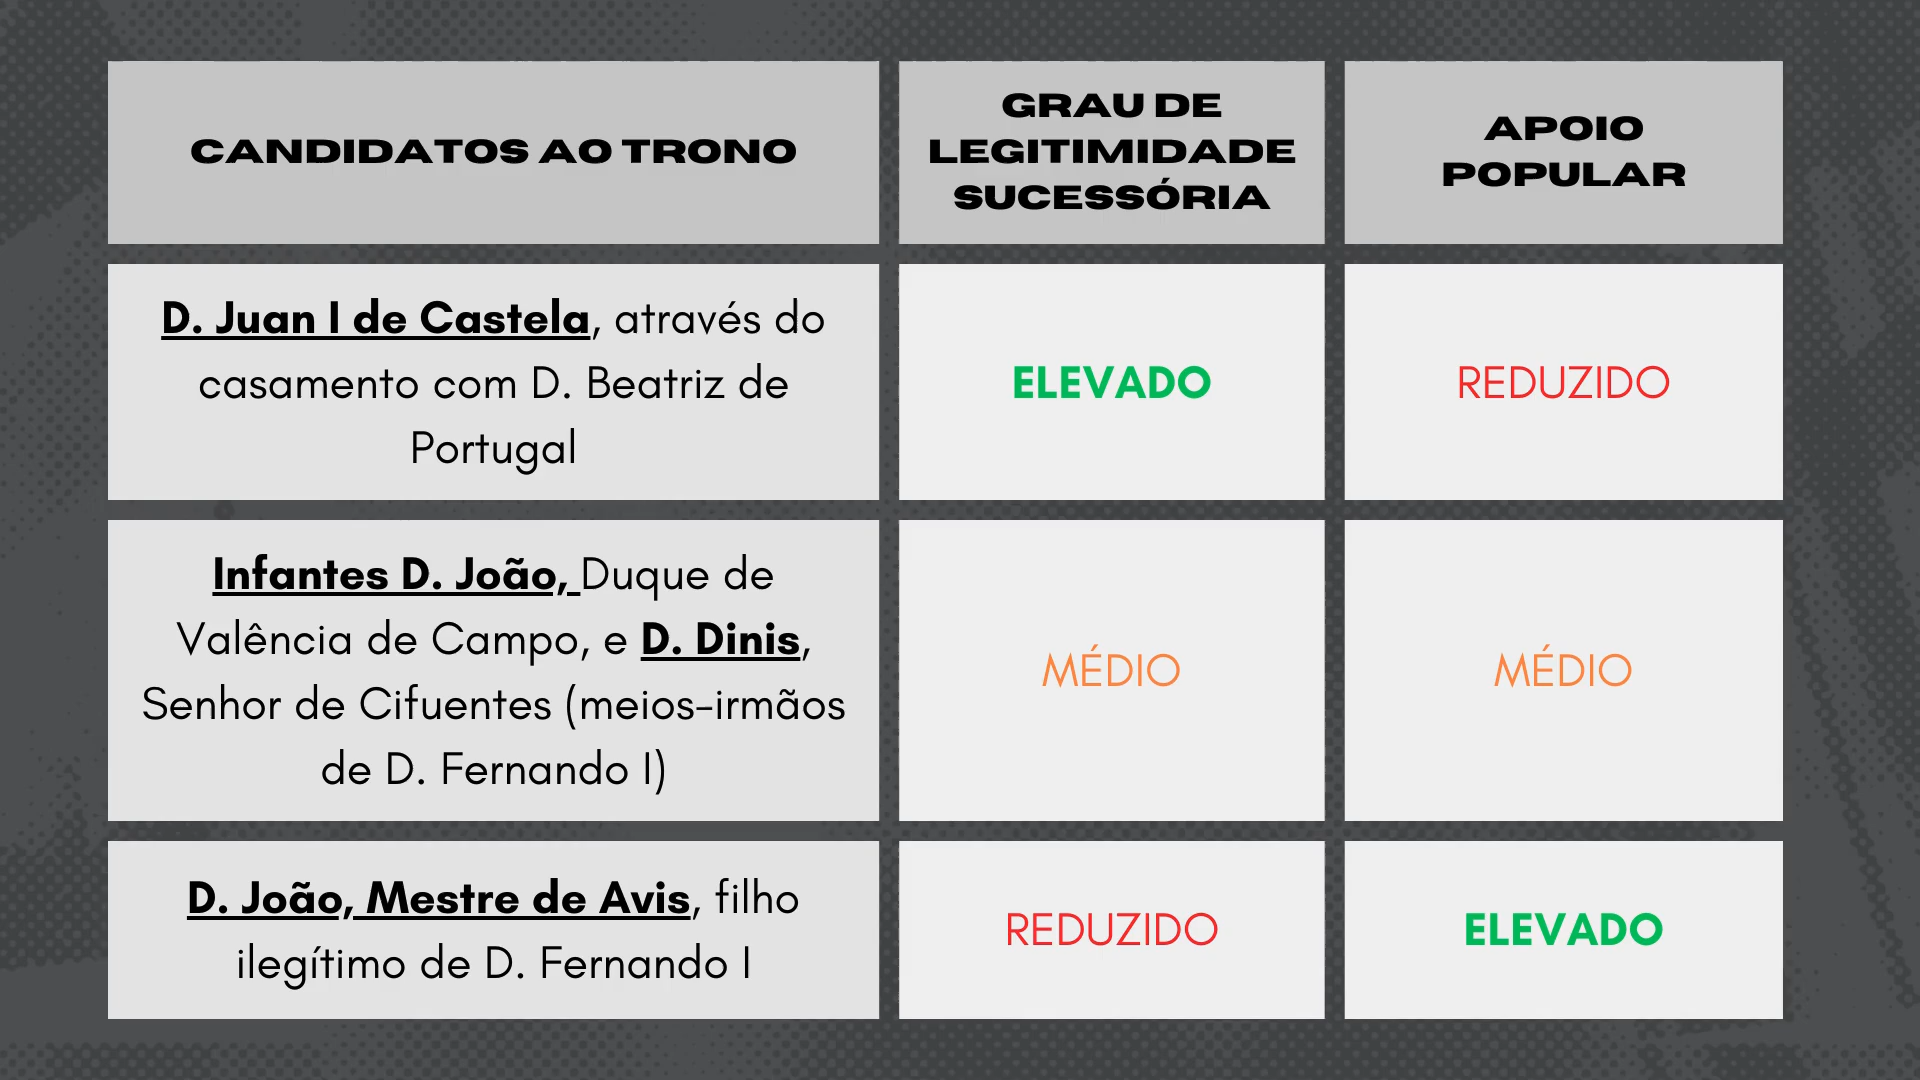 CANDIDATOS AO TRONO
GRAU DE
LEGITIMIDADE
SUCESSÓRIA
APOIO
POPULAR
D. Juan I de Castela, através do
casamento com D. Beatriz de
Portugal
ELEVADO
REDUZIDO
Infantes D. João, Duque de
Valência de Campo, e D. Dinis,
Senhor de Cifuentes (meios-irmãos
de D. Fernando I)
MÉDIO
MÉDIO
D. João, Mestre de Avis, filho
ilegítimo de D. Fernando I
REDUZIDO
ELEVADO